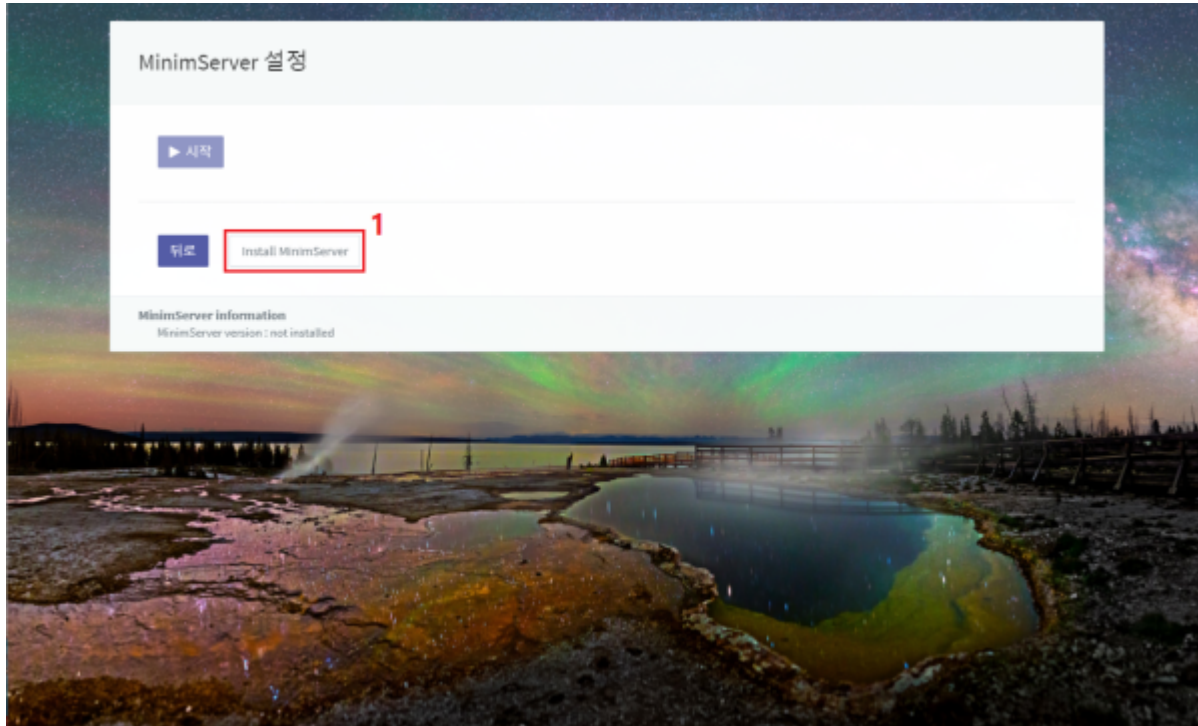 MinimServer 설정
▶ 시작
1
뒤로 Install MinimServer
MinimServer information
MinimServer version : not installed